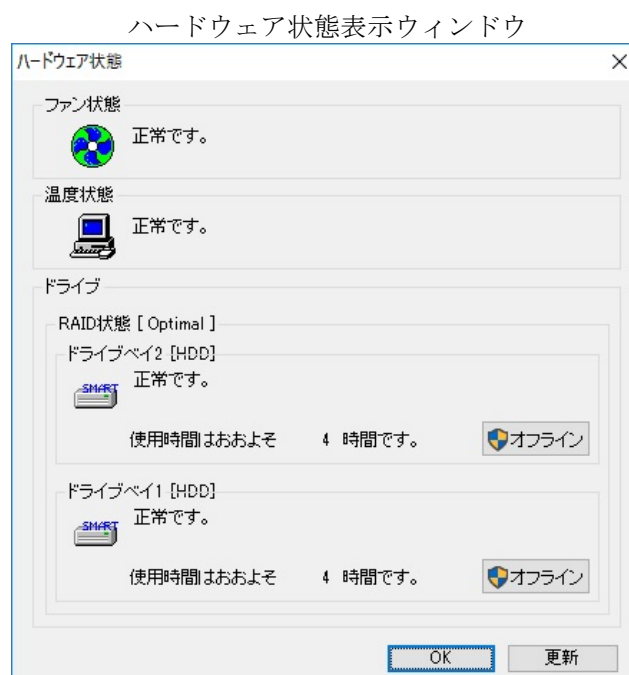 ハードウェア状態表示ウィンドウ
ハードウェア状態
ファン状態
正常です。
温度状態
正常です。
ドライブ
RAID状態 [ Optimal ]
ドライブベイ2 [HDD]
SMART
正常です。
使用時間はおおよそ 4 時間です。 オフライン
ドライブベイ1 [HDD]
SMART
正常です。
使用時間はおおよそ 4 時間です。 オフライン
OK 更新